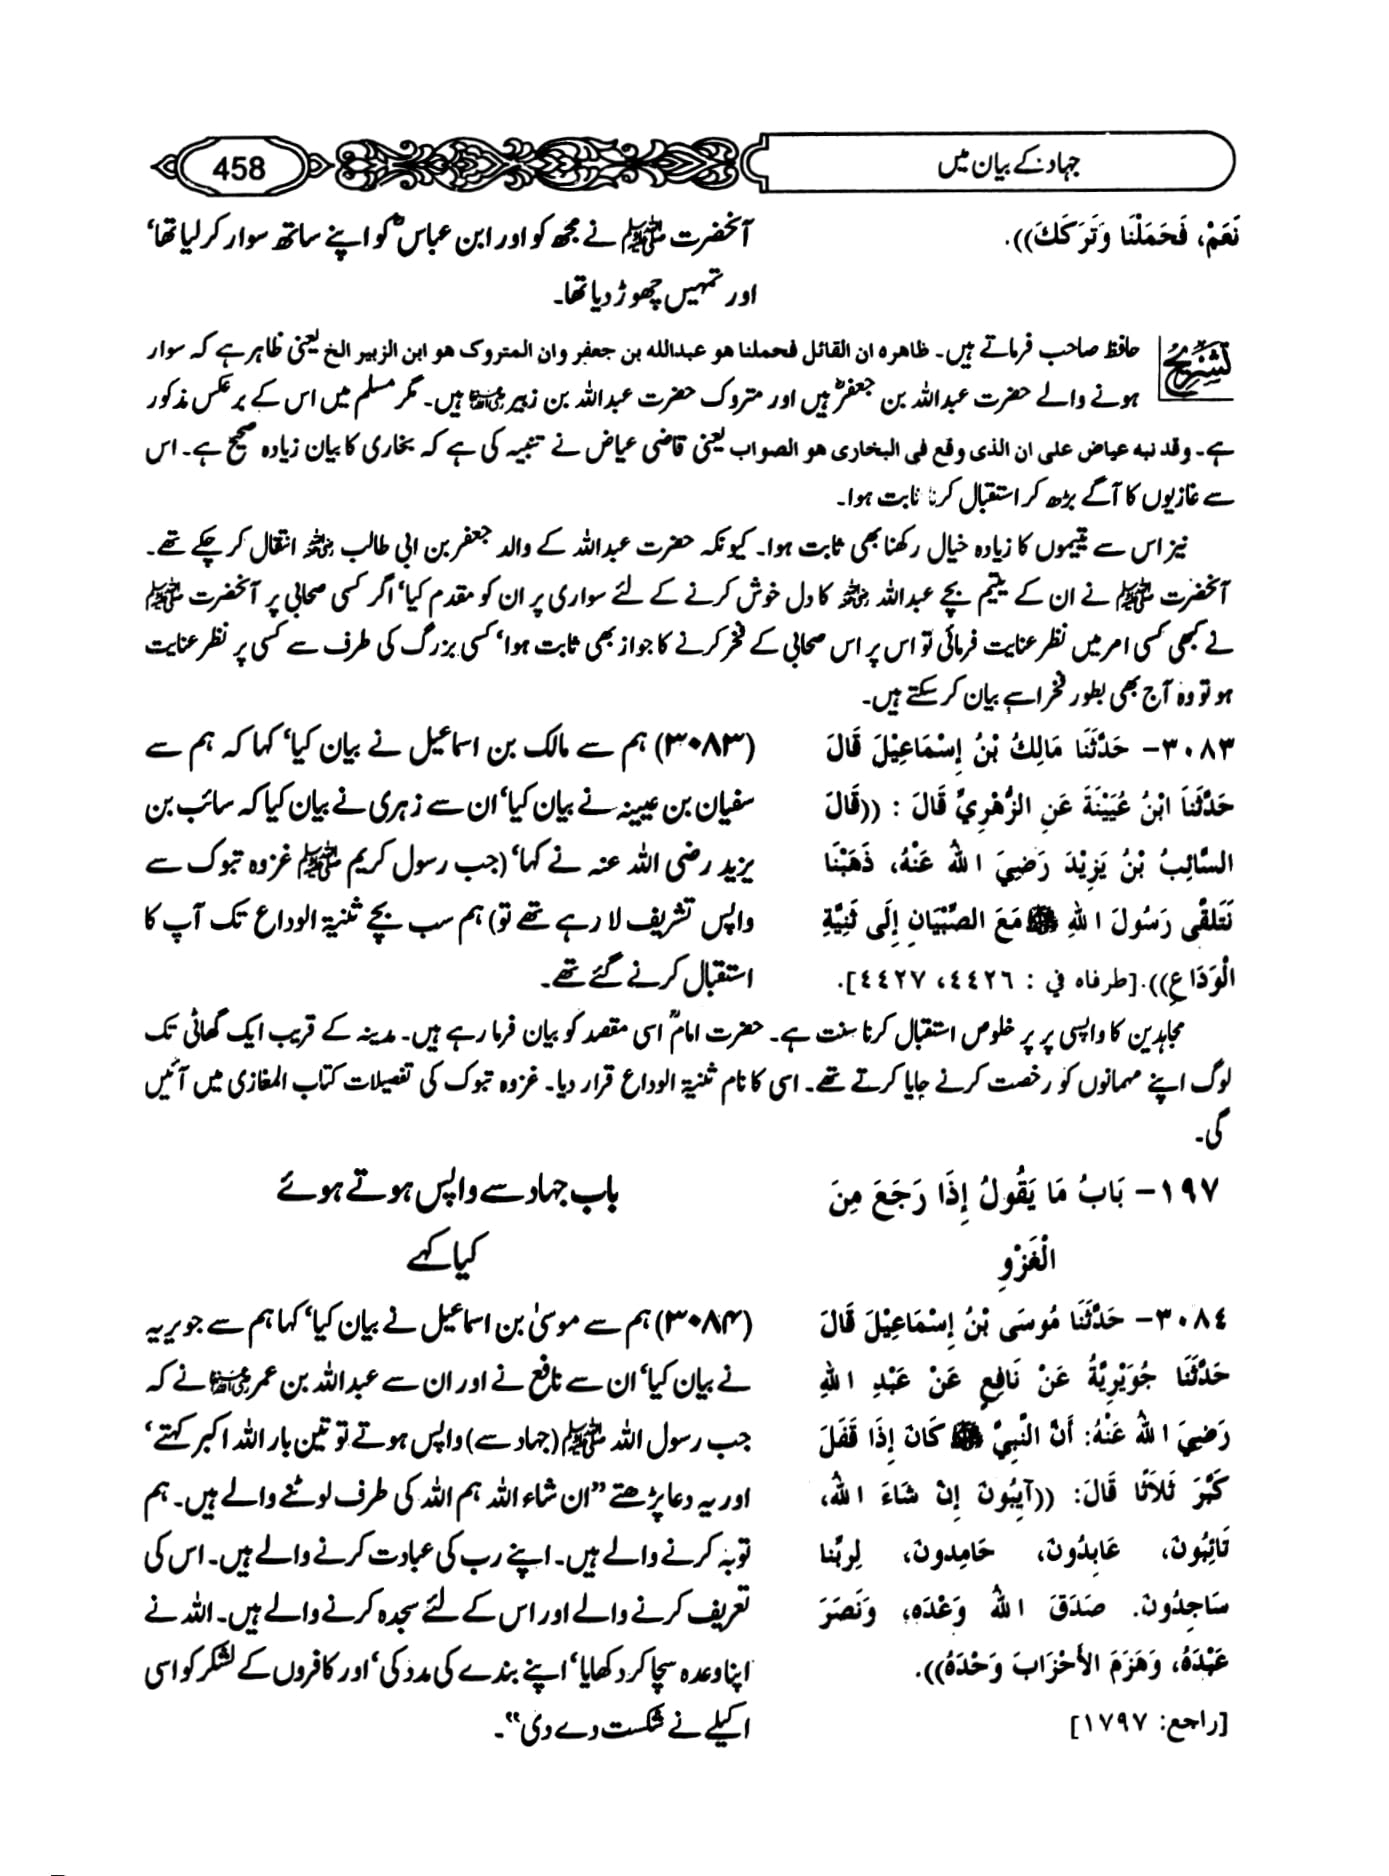 جہاد کے بیان میں
458
نَعَمْ، فَحَمَلْنَا وَتَرَكَكَ)).
آنحضرت ﷺ نے مجھ کو اور ابن عباسؓ کو اپنے ساتھ سوار کر لیا تھا‘
اور تمہیں چھوڑ دیا تھا۔
تشریح
حافظ صاحب فرماتے ہیں۔ ظاهره ان القائل فحملنا هو عبدالله بن جعفر وان المتروک هو ابن الزبیر الخ یعنی ظاہر ہے کہ سوار
ہونے والے حضرت عبداللہ بن جعفرؓ ہیں اور متروک حضرت عبداللہ بن زبیر رضی اللہ عنہما ہیں۔ مگر مسلم میں اس کے بر عکس مذکور
ہے۔ وقد نبه عیاض علی ان الذی وقع فی البخاری هو الصواب یعنی قاضی عیاض نے تنبیہ کی ہے کہ بخاری کا بیان زیادہ صحیح ہے۔ اس
سے غازیوں کا آگے بڑھ کر استقبال کرنا ثابت ہوا۔
نیز اس سے یتیموں کا زیادہ خیال رکھنا بھی ثابت ہوا۔ کیونکہ حضرت عبداللہ کے والد جعفر بن ابی طالب رضی اللہ عنہ انتقال کر چکے تھے۔
آنحضرت ﷺ نے ان کے یتیم بچے عبداللہ رضی اللہ عنہ کا دل خوش کرنے کے لئے سواری پر ان کو مقدم کیا‘ اگر کسی صحابی پر آنحضرت ﷺ
نے کبھی کسی امر میں نظر عنایت فرمائی تو اس پر اس صحابی کے فخر کرنے کا جواز بھی ثابت ہوا‘ کسی بزرگ کی طرف سے کسی پر نظر عنایت
ہو تو وہ آج بھی بطور فخر اسے بیان کر سکتے ہیں۔
٣٠٨٣- حَدَّثَنَا مَالِكُ بْنُ إِسْمَاعِيْلَ قَالَ
حَدَّثَنَا ابْنُ عُيَيْنَةَ عَنِ الزُّهْرِيِّ قَالَ : ((قَالَ
السَّائِبُ بْنُ يَزِيْدَ رَضِيَ اللهُ عَنْهُ، ذَهَبْنَا
نَتَلَقَّى رَسُولَ اللهِ ﷺ مَعَ الصِّبْيَانِ إِلَى ثَنِيَّةِ
الْوَدَاعِ)).[طرفاه في : ٤٤٢٦، ٤٤٢٧].
(۳۰۸۳) ہم سے مالک بن اسماعیل نے بیان کیا‘ کہا کہ ہم سے
سفیان بن عیینہ نے بیان کیا‘ ان سے زہری نے بیان کیا کہ سائب بن
یزید رضی اللہ عنہ نے کہا‘ (جب رسول کریم ﷺ غزوہ تبوک سے
واپس تشریف لا رہے تھے تو) ہم سب بچے ثنیۃ الوداع تک آپ کا
استقبال کرنے گئے تھے۔
مجاہدین کا واپسی پر پر خلوص استقبال کرنا سنت ہے۔ حضرت امامؒ اسی مقصد کو بیان فرما رہے ہیں۔ مدینہ کے قریب ایک گھاٹی تک
لوگ اپنے مہمانوں کو رخصت کرنے جایا کرتے تھے۔ اسی کا نام ثنیۃ الوداع قرار دیا۔ غزوہ تبوک کی تفصیلات کتاب المغازی میں آئیں
گی۔
١٩٧- بَابُ مَا يَقُولُ إِذَا رَجَعَ مِنَ
الْغَزْوِ
باب جہاد سے واپس ہوتے ہوئے
کیا کہے
٣٠٨٤- حَدَّثَنَا مُوسَى بْنُ إِسْمَاعِيْلَ قَالَ
حَدَّثَنَا جُوَيْرِيَّةُ عَنْ نَافِعٍ عَنْ عَبْدِ اللهِ
رَضِيَ اللهُ عَنْهُ: أَنَّ النَّبِيَّ ﷺ كَانَ إِذَا قَفَلَ
كَبَّرَ ثَلاَثًا قَالَ: ((آيِبُونَ إِنْ شَاءَ اللهُ،
تَائِبُونَ، عَابِدُونَ، حَامِدونَ، لِرَبِّنا
سَاجِدُونَ. صَدَقَ اللهُ وَعْدَه، وَنَصَرَ
عَبْدَهُ، وَهَزَمَ الأَحْزَابَ وَحْدَهُ)).
[راجع: ١٧٩٧]
(۳۰۸۴) ہم سے موسیٰ بن اسماعیل نے بیان کیا‘ کہا ہم سے جویریہ
نے بیان کیا‘ ان سے نافع نے اور ان سے عبداللہ بن عمر رضی اللہ عنہما نے کہ
جب رسول اللہ ﷺ (جہاد سے) واپس ہوتے تو تین بار اللہ اکبر کہتے‘
اور یہ دعا پڑھتے ”ان شاء اللہ ہم اللہ کی طرف لوٹنے والے ہیں۔ ہم
توبہ کرنے والے ہیں۔ اپنے رب کی عبادت کرنے والے ہیں۔ اس کی
تعریف کرنے والے اور اس کے لئے سجدہ کرنے والے ہیں۔ اللہ نے
اپنا وعدہ سچا کر دکھایا‘ اپنے بندے کی مدد کی‘ اور کافروں کے لشکر کو اسی
اکیلے نے شکست دے دی“۔